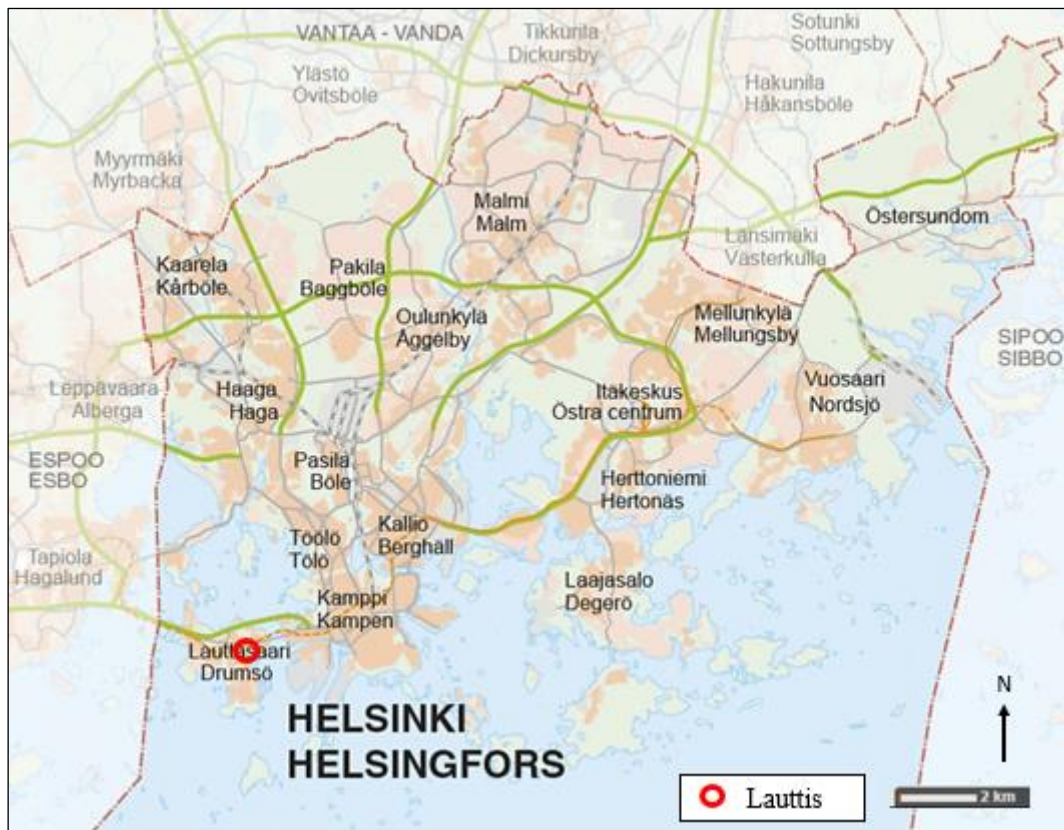 VANTAA - VANDA
Tikkurila
Dickursby
Sotunki
Sottungsby
Ylästö
Övitsböle
Hakunila
Håkansböle
Myyrmäki
Myrbacka
Malmi
Malm
Östersundom
Länsimäki
Västerkulla
Kaarela
Kårböle
Pakila
Baggböle
Oulunkylä
Åggelby
Mellunkylä
Mellungsby
SIPOO
SIBBO
Leppävaara
Alberga
Haaga
Haga
Itäkeskus
Östra centrum
Vuosaari
Nordsjö
ESPOO
ESBO
Pasila
Böle
Herttoniemi
Hertonäs
Töölö
Tölö
Kallio
Berghäll
Tapiola
Hagalund
Kamppi
Kampen
Laajasalo
Degerö
Lauttasaari
Drumsö
HELSINKI
HELSINGFORS
N
Lauttis
2 km